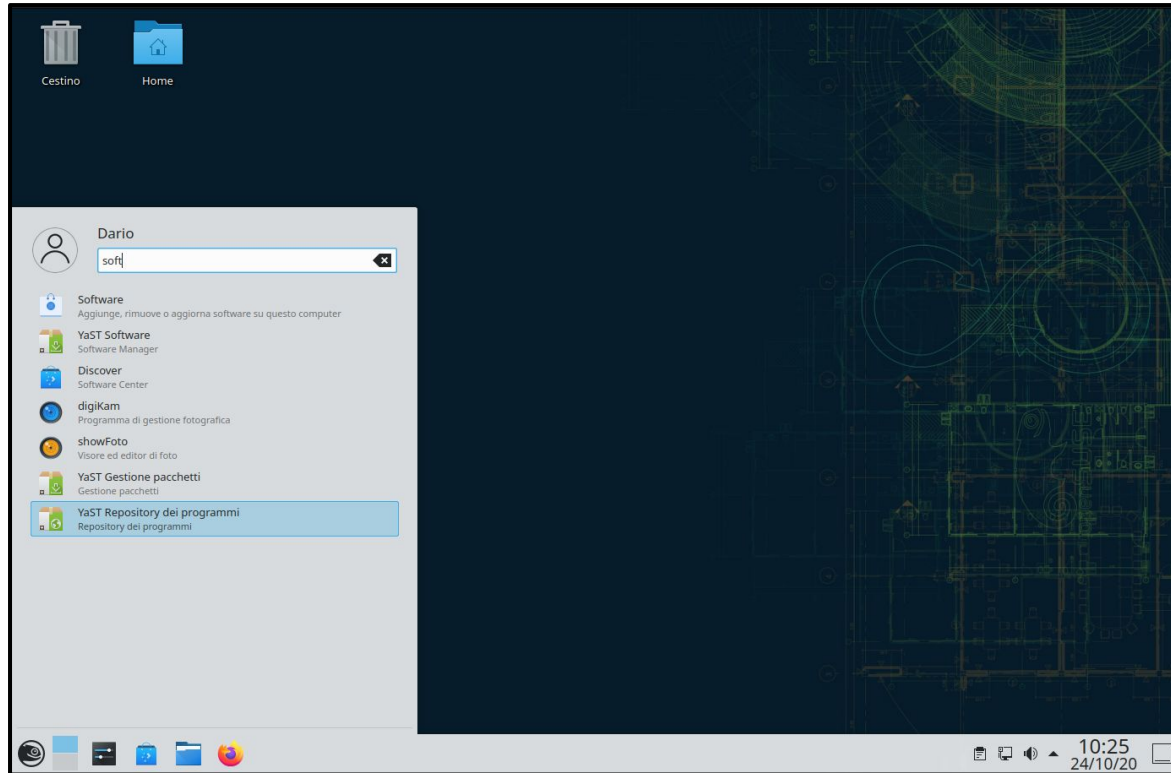 Cestino
Home
Dario
soft
Software
Aggiunge, rimuove o aggiorna software su questo computer
YaST Software
Software Manager
Discover
Software Center
digiKam
Programma di gestione fotografica
showFoto
Visore ed editor di foto
YaST Gestione pacchetti
Gestione pacchetti
YaST Repository dei programmi
Repository dei programmi
10:25
24/10/20